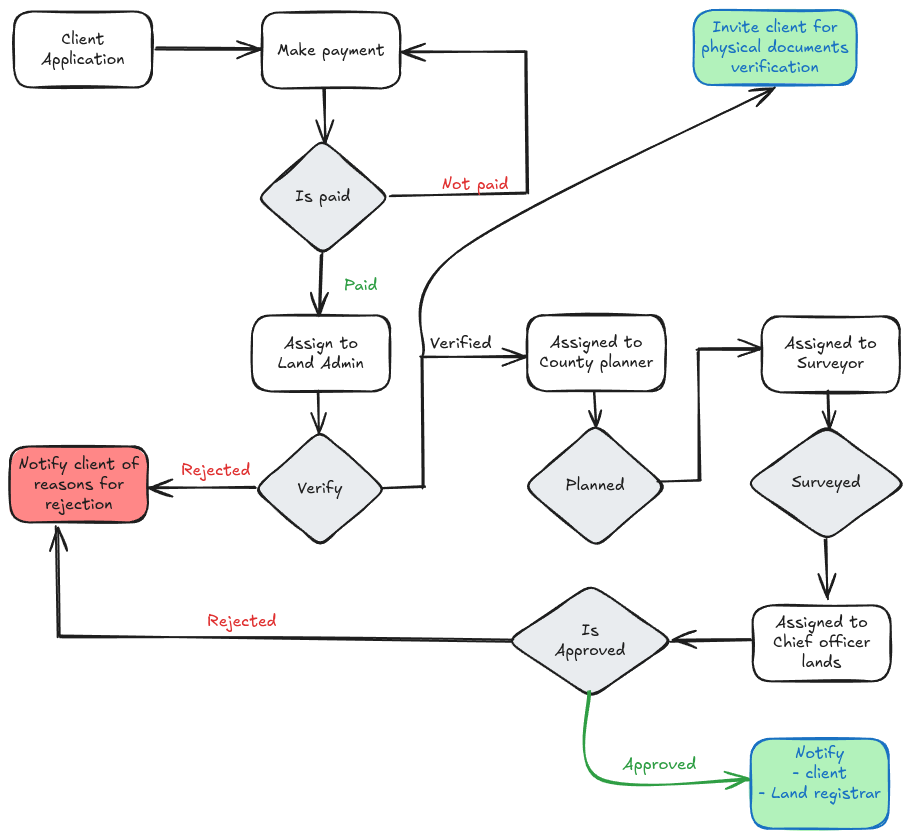 Client
Application
Make payment
Invite client for
physical documents
verification
Is paid
Not paid
Paid
Assign to
Land Admin
Verified
Assigned to
County planner
Assigned to
Surveyor
Notify client of
reasons for
rejection
Rejected
Verify
Planned
Surveyed
Rejected
Is
Approved
Assigned to
Chief officer
lands
Approved
Notify
- client
- Land registrar